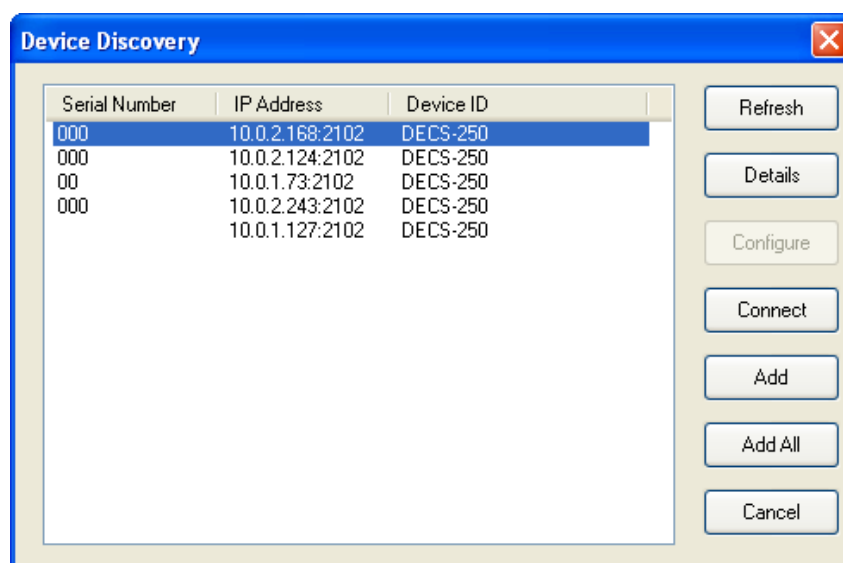 Device Discovery
Serial Number IP Address Device ID
000 10.0.2.168:2102 DECS-250
000 10.0.2.124:2102 DECS-250
00 10.0.1.73:2102 DECS-250
000 10.0.2.243:2102 DECS-250
10.0.1.127:2102 DECS-250
Refresh
Details
Configure
Connect
Add
Add All
Cancel